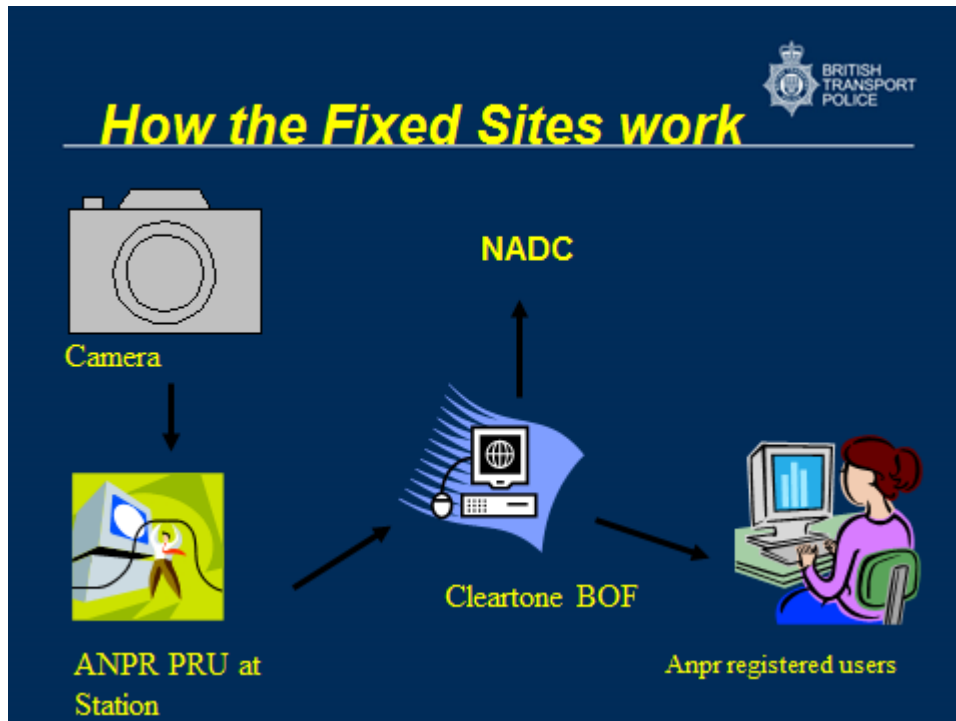 BRITISH
TRANSPORT
POLICE
How the Fixed Sites work
NADC
Camera
Cleartone BOF
ANPR PRU at
Station
Anpr registered users